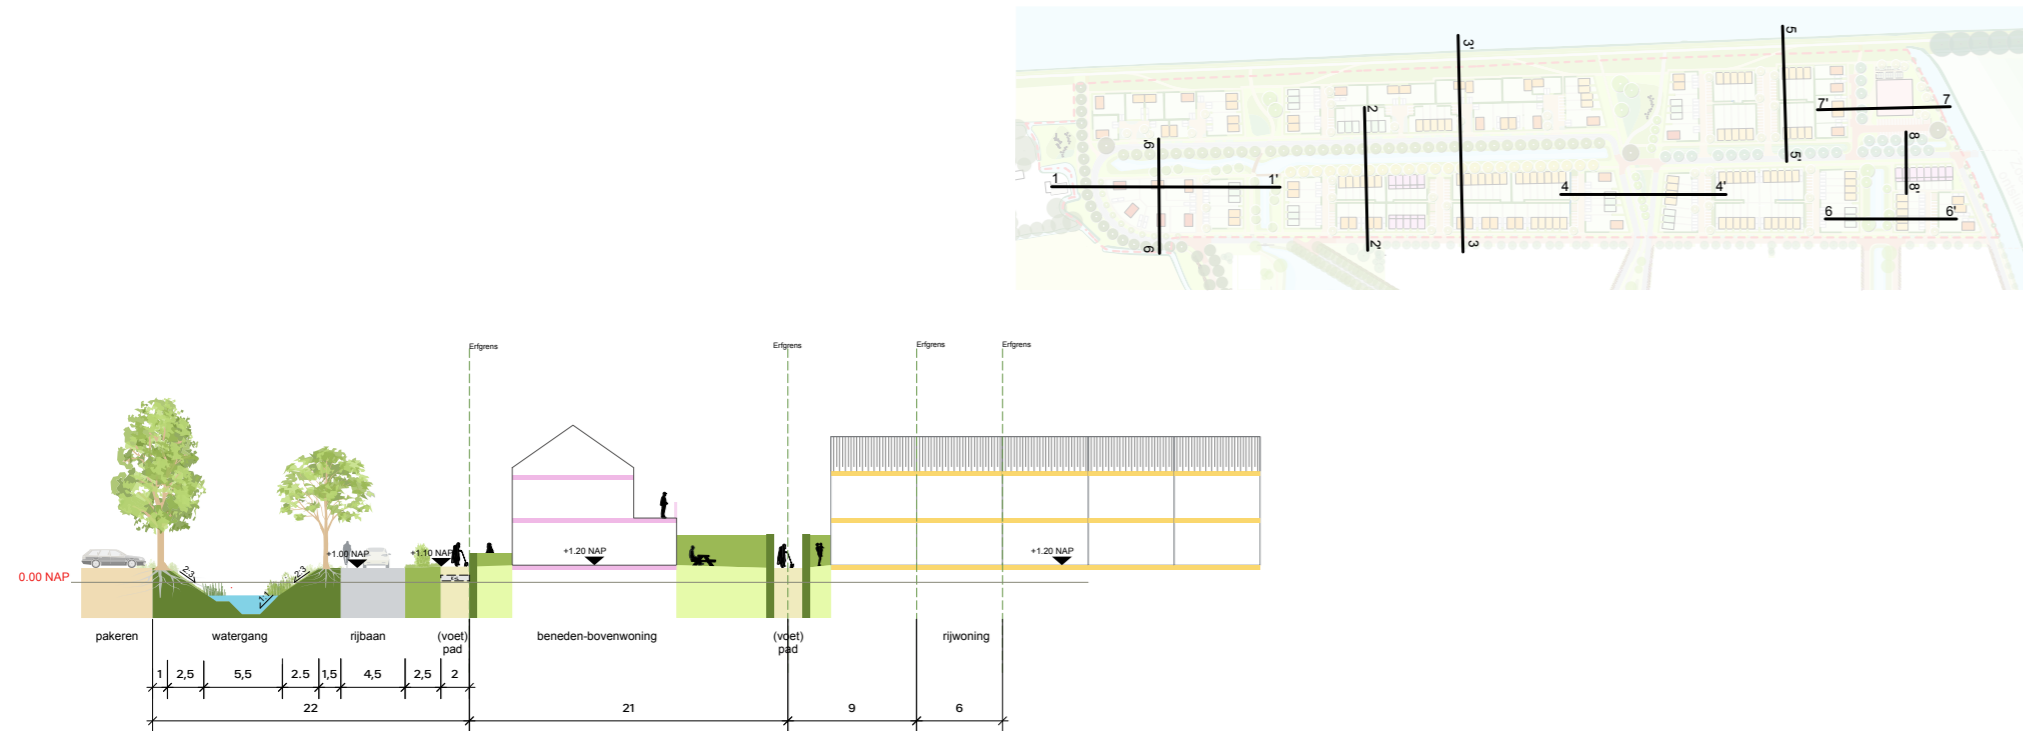 5
3'
7'
7
2
8
6'
5'
1
1'
4
4'
8'
6
6'
6
2'
3
Erfgrens
Erfgrens
Erfgrens
Erfgrens
+1.00 NAP
+1.10 NAP
+1.20 NAP
+1.20 NAP
0.00 NAP
2:3
2:3
1:1
pakeren
watergang
rijbaan
(voet)
pad
beneden-bovenwoning
(voet)
pad
rijwoning
1
2,5
5,5
2.5
1,5
4,5
2,5
2
22
21
9
6